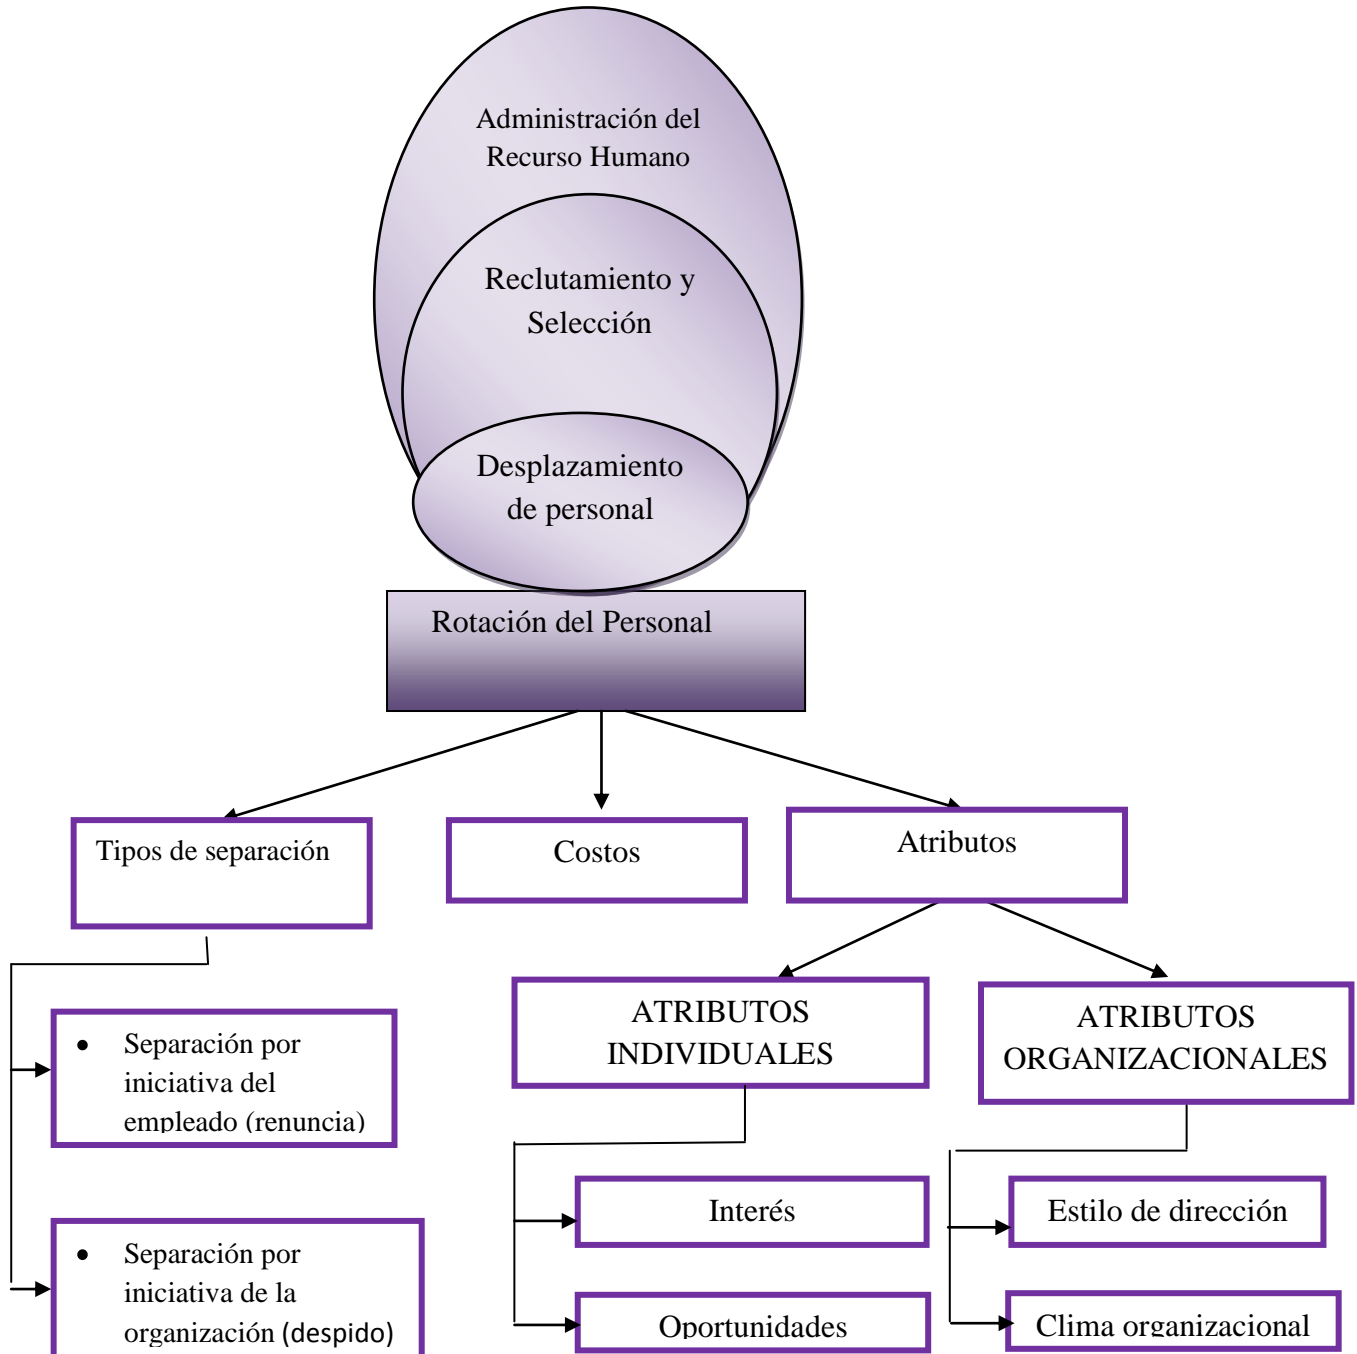 Administración del
Recurso Humano
Reclutamiento y
Selección
Desplazamiento
de personal
Rotación del Personal
Tipos de separación
Costos
Atributos
ATRIBUTOS
INDIVIDUALES
ATRIBUTOS
ORGANIZACIONALES
• Separación por
iniciativa del
empleado (renuncia)
• Separación por
iniciativa de la
organización (despido)
Interés
Oportunidades
Estilo de dirección
Clima organizacional